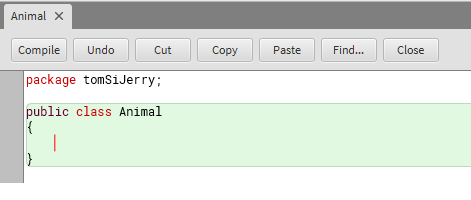 Animal
Compile Undo Cut Copy Paste Find... Close
package tomSiJerry;
public class Animal
{
}